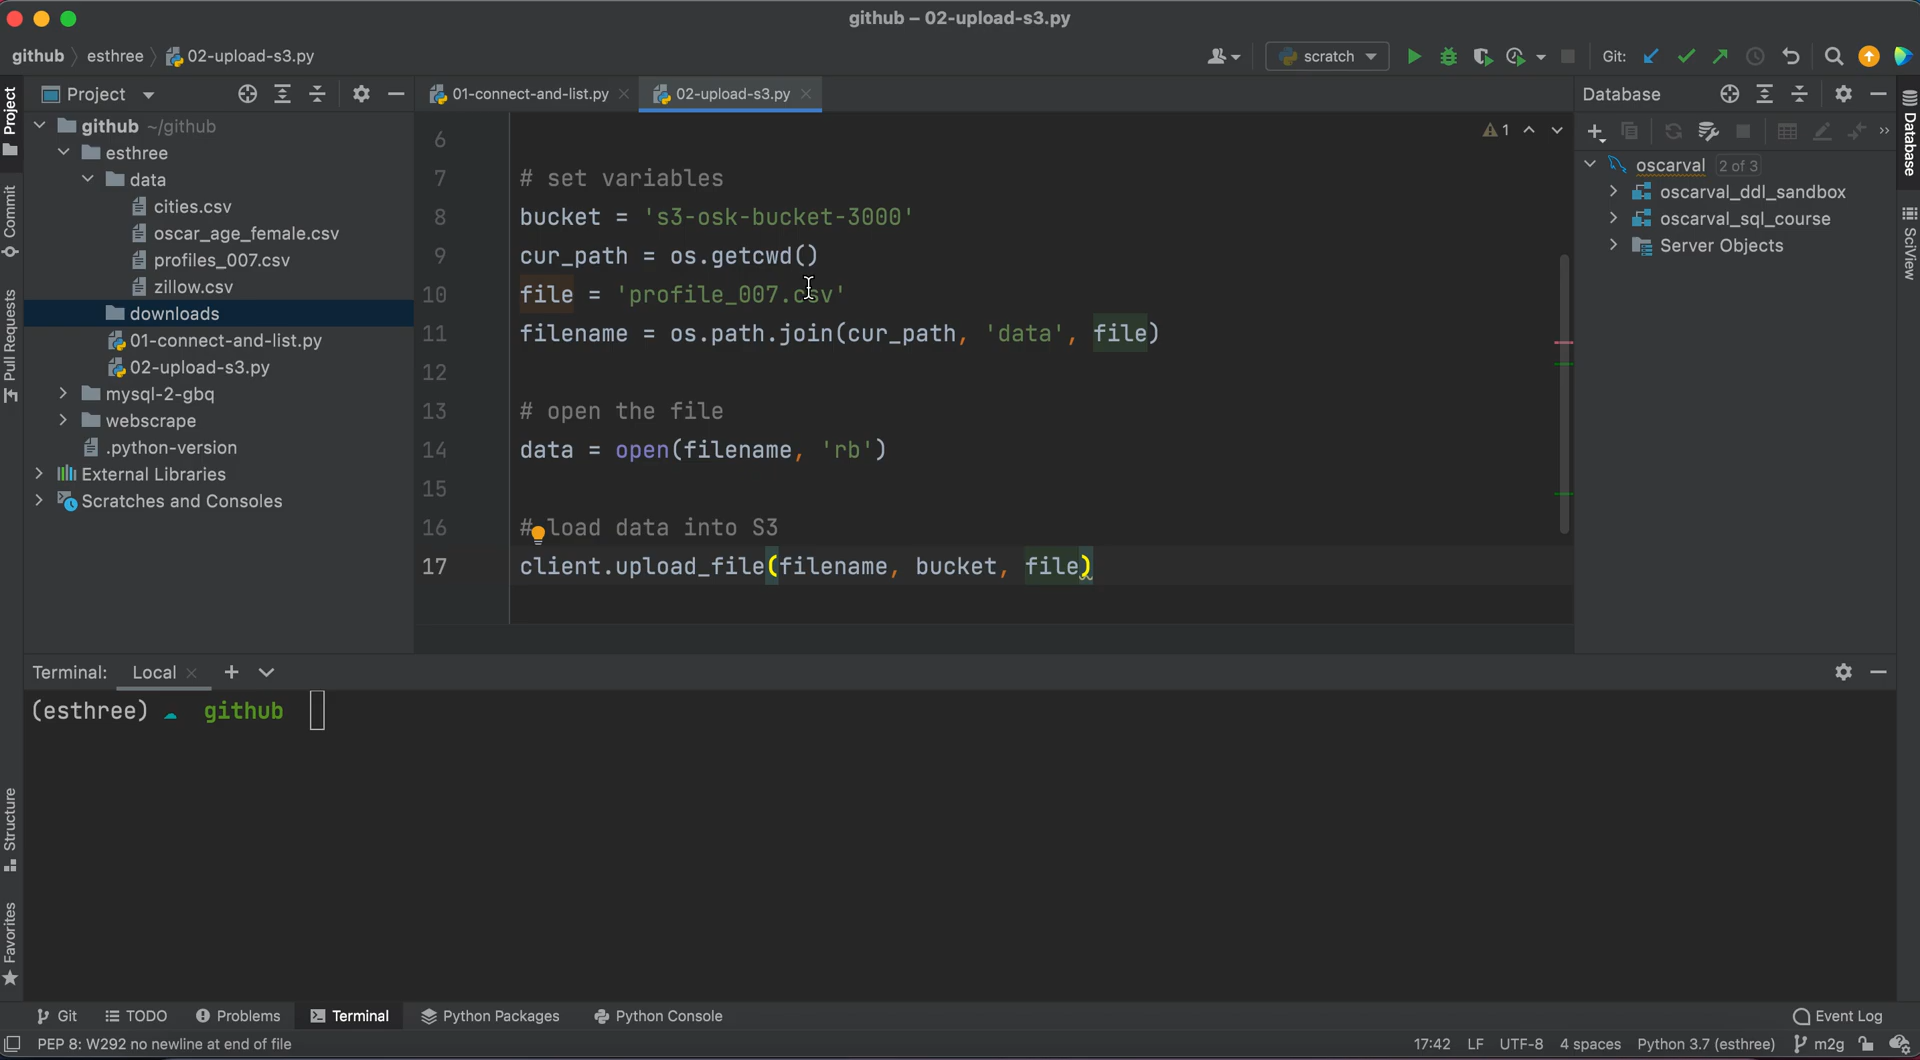 github – 02-upload-s3.py
github esthree 02-upload-s3.py
scratch
Git:
Project
01-connect-and-list.py
02-upload-s3.py
Database
Project
Commit
Pull Requests
Structure
Favorites
github ~/github
esthree
data
cities.csv
oscar_age_female.csv
profiles_007.csv
zillow.csv
downloads
01-connect-and-list.py
02-upload-s3.py
mysql-2-gbq
webscrape
.python-version
External Libraries
Scratches and Consoles
1
6
7 # set variables
8 bucket = 's3-osk-bucket-3000'
9 cur_path = os.getcwd()
10 file = 'profile_007.csv'
11 filename = os.path.join(cur_path, 'data', file)
12
13 # open the file
14 data = open(filename, 'rb')
15
16 # load data into S3
17 client.upload_file(filename, bucket, file)
oscarval 2 of 3
oscarval_ddl_sandbox
oscarval_sql_course
Server Objects
Database
SciView
Terminal: Local
(esthree) github
Git TODO Problems Terminal Python Packages Python Console Event Log
PEP 8: W292 no newline at end of file 17:42 LF UTF-8 4 spaces Python 3.7 (esthree) m2g